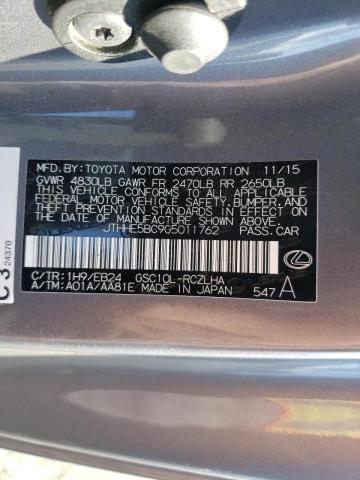 MFD. BY: TOYOTA MOTOR CORPORATION 11/15
GVWR 4830LB GAWR FR 2470LB RR 2650LB
THIS VEHICLE CONFORMS TO ALL APPLICABLE
FEDERAL MOTOR VEHICLE SAFETY, BUMPER, AND
THEFT PREVENTION STANDARDS IN EFFECT ON
THE DATE OF MANUFACTURE SHOWN ABOVE.
JTHHE5BC9G5011762 PASS.CAR
C/TR: 1H9/EB24 GSC10L-RCZLHA
A/TM: A01A/AA81E MADE IN JAPAN 547 A
C 3
24370